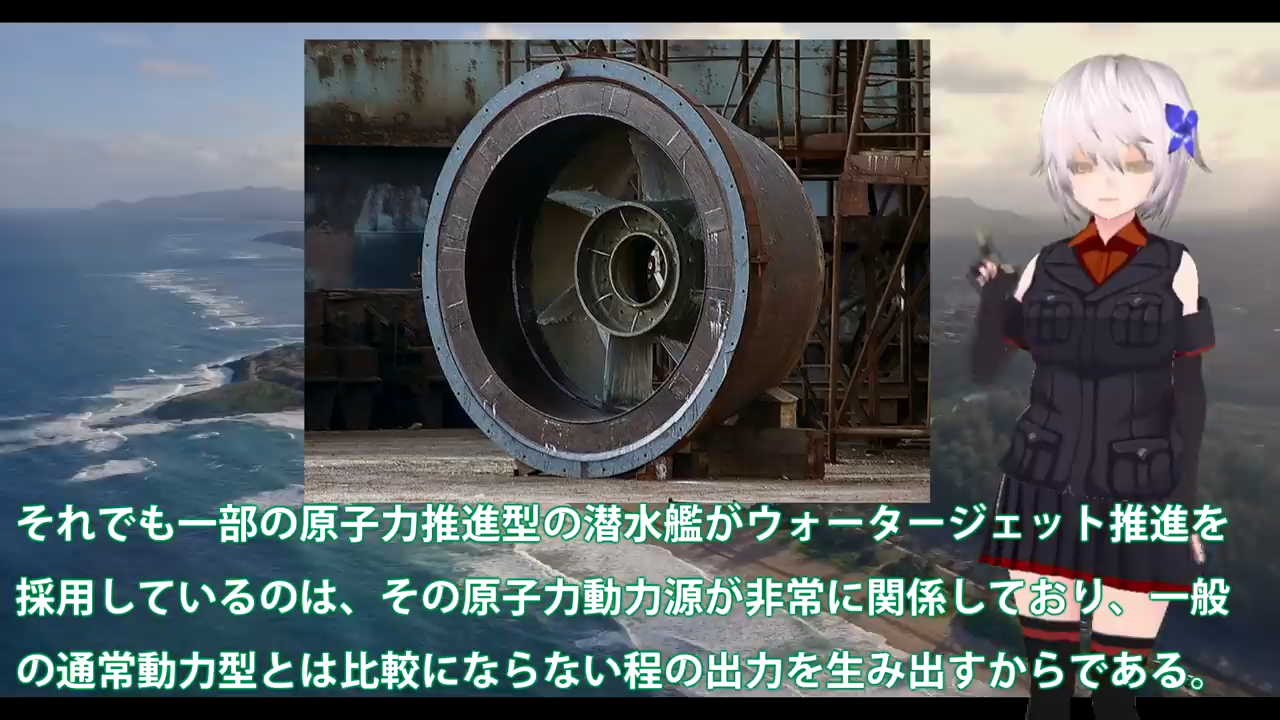 それでも一部の原子力推進型の潜水艦がウォータージェット推進を
採用しているのは、その原子力動力源が非常に関係しており、一般
の通常動力型とは比較にならない程の出力を生み出すからである。